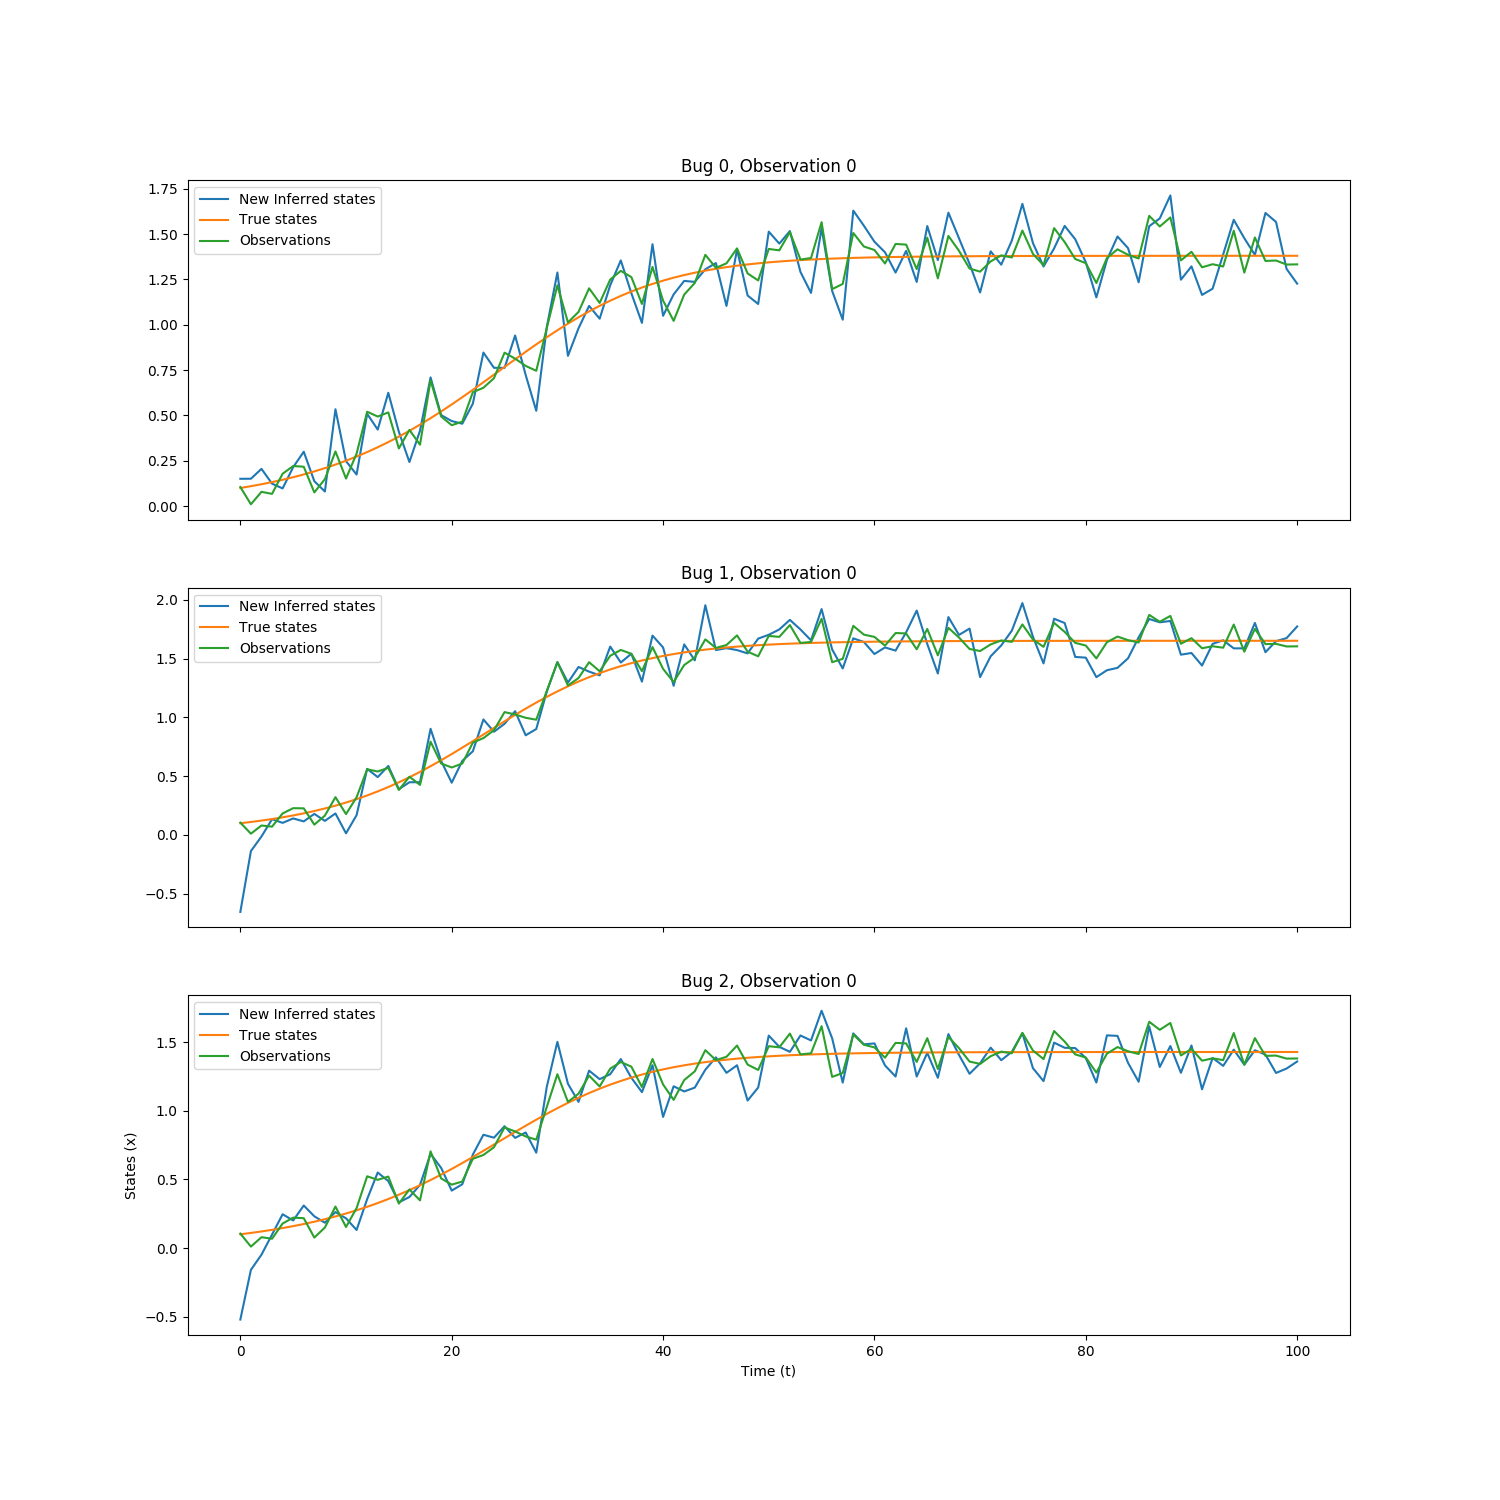 Bug 0, Observation 0
New Inferred states
True states
Observations
1.75
1.50
1.25
1.00
0.75
0.50
0.25
0.00
Bug 1, Observation 0
New Inferred states
True states
Observations
2.0
1.5
1.0
0.5
0.0
−0.5
Bug 2, Observation 0
New Inferred states
True states
Observations
1.5
1.0
0.5
0.0
−0.5
States (x)
0 20 40 60 80 100
Time (t)